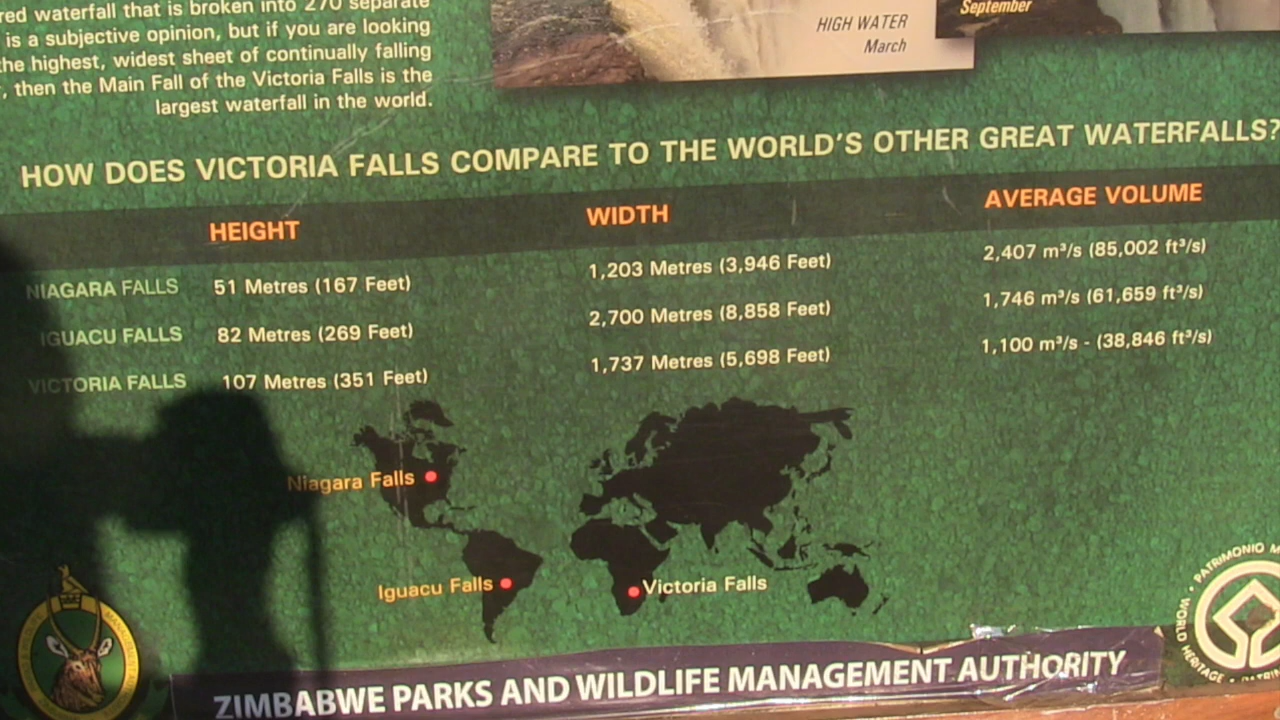 red waterfall that is broken into 270 separate
is a subjective opinion, but if you are looking
the highest, widest sheet of continually falling
, then the Main Fall of the Victoria Falls is the
largest waterfall in the world.
HIGH WATER
March
September
HOW DOES VICTORIA FALLS COMPARE TO THE WORLD'S OTHER GREAT WATERFALLS?
HEIGHT WIDTH AVERAGE VOLUME
NIAGARA FALLS 51 Metres (167 Feet) 1,203 Metres (3,946 Feet) 2,407 m³/s (85,002 ft³/s)
IGUACU FALLS 82 Metres (269 Feet) 2,700 Metres (8,858 Feet) 1,746 m³/s (61,659 ft³/s)
VICTORIA FALLS 107 Metres (351 Feet) 1,737 Metres (5,698 Feet) 1,100 m³/s - (38,846 ft³/s)
Niagara Falls
Iguacu Falls
Victoria Falls
ZIMBABWE PARKS AND WILDLIFE MANAGEMENT AUTHORITY
PATRIMONIO M
WORLD HERITAGE • PATRI